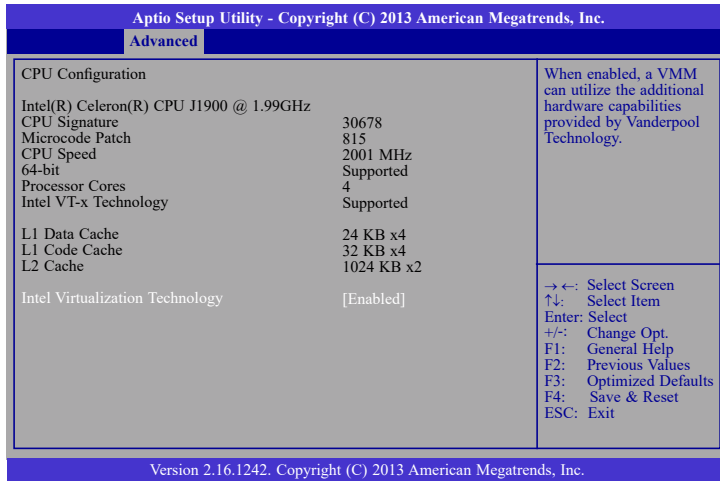 Aptio Setup Utility - Copyright (C) 2013 American Megatrends, Inc.
Advanced
CPU Configuration
Intel(R) Celeron(R) CPU J1900 @ 1.99GHz
CPU Signature 30678
Microcode Patch 815
CPU Speed 2001 MHz
64-bit Supported
Processor Cores 4
Intel VT-x Technology Supported
L1 Data Cache 24 KB x4
L1 Code Cache 32 KB x4
L2 Cache 1024 KB x2
Intel Virtualization Technology [Enabled]
When enabled, a VMM
can utilize the additional
hardware capabilities
provided by Vanderpool
Technology.
→ ←: Select Screen
↑↓: Select Item
Enter: Select
+/-: Change Opt.
F1: General Help
F2: Previous Values
F3: Optimized Defaults
F4: Save & Reset
ESC: Exit
Version 2.16.1242. Copyright (C) 2013 American Megatrends, Inc.